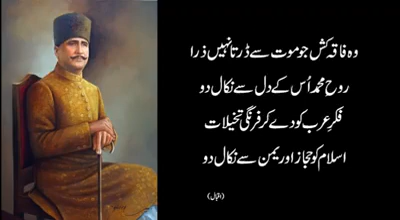 وہ فاقہ کش جو موت سے ڈرتا نہیں ذرا
روحِ محمدؐ اُس کے دل سے نکال دو
فکرِ عرب کو دے کر فرنگی تخیلات
اسلام کو حجاز اور یمن سے نکال دو
(اقبال)